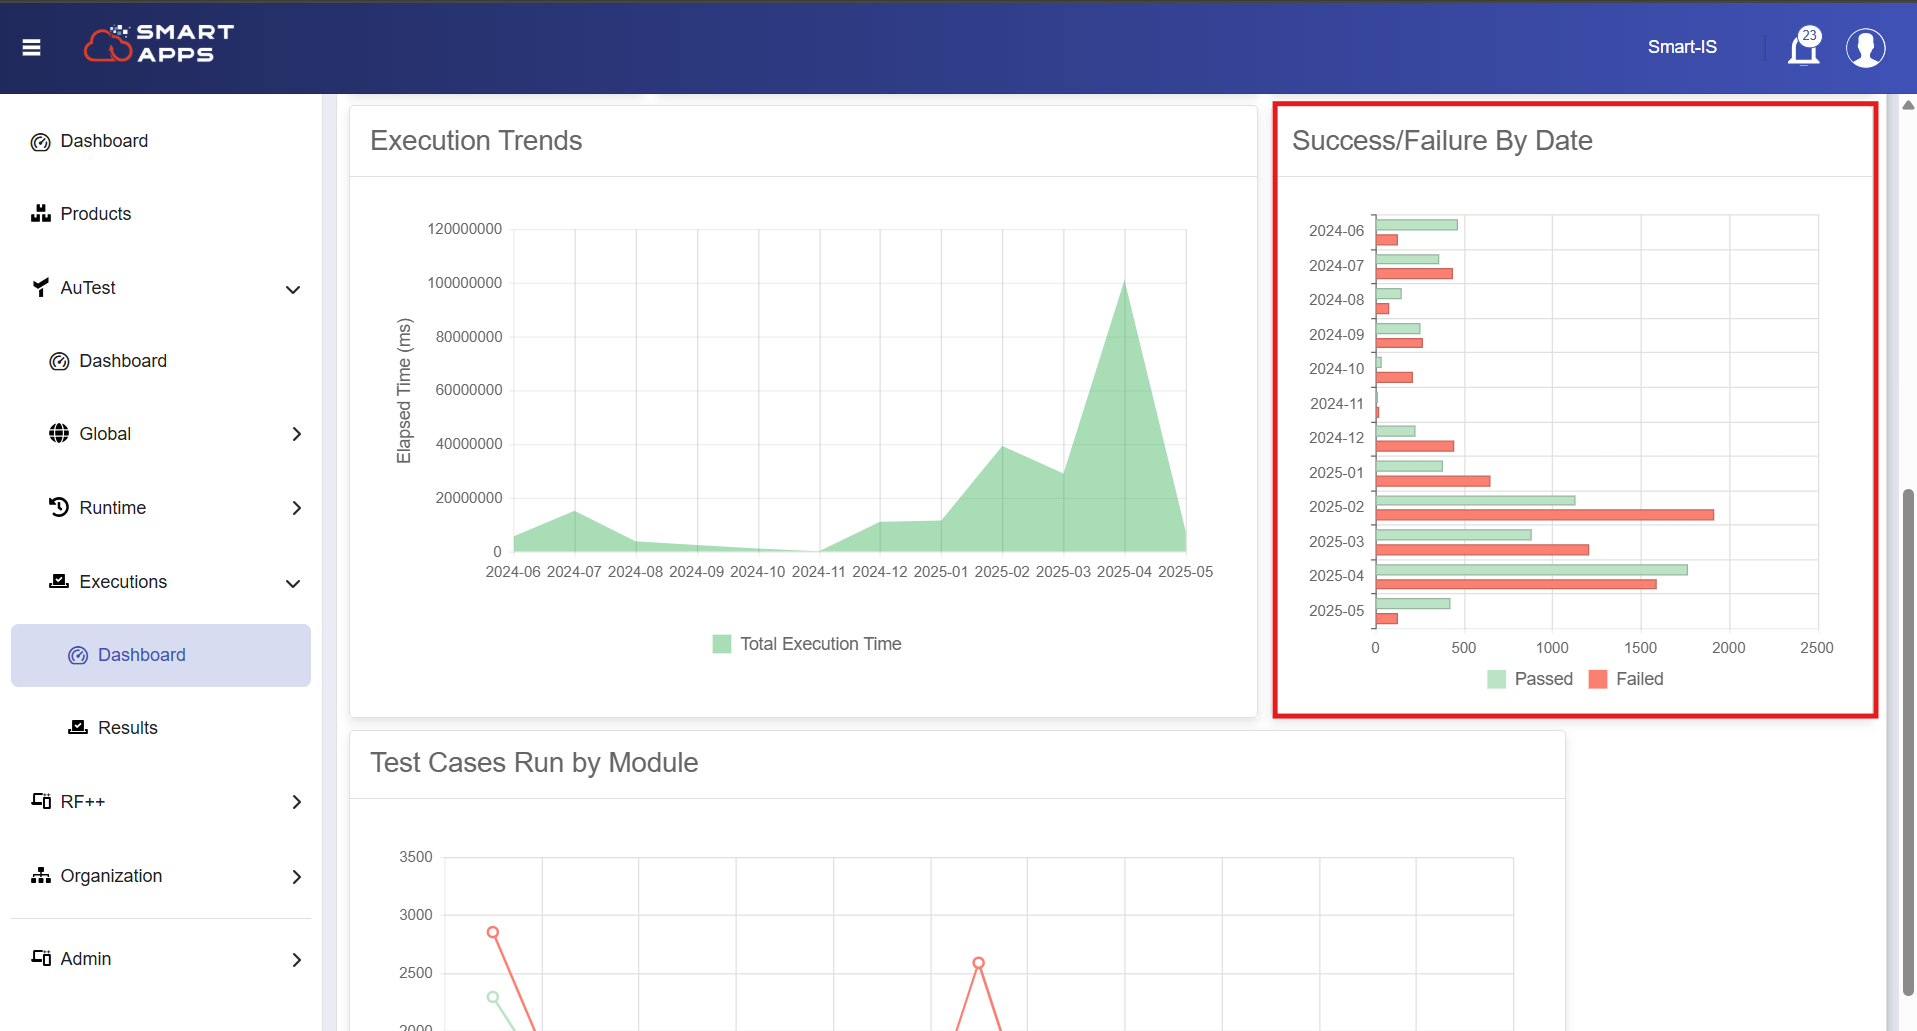 SMART
APPS
Smart-IS
23
Dashboard
Products
AuTest
Dashboard
Global
Runtime
Executions
Dashboard
Results
RF++
Organization
Admin
Execution Trends
120000000
100000000
80000000
60000000
40000000
20000000
0
Elapsed Time (ms)
2024-06 2024-07 2024-08 2024-09 2024-10 2024-11 2024-12 2025-01 2025-02 2025-03 2025-04 2025-05
Total Execution Time
Success/Failure By Date
2024-06
2024-07
2024-08
2024-09
2024-10
2024-11
2024-12
2025-01
2025-02
2025-03
2025-04
2025-05
0 500 1000 1500 2000 2500
Passed Failed
Test Cases Run by Module
3500
3000
2500
2000